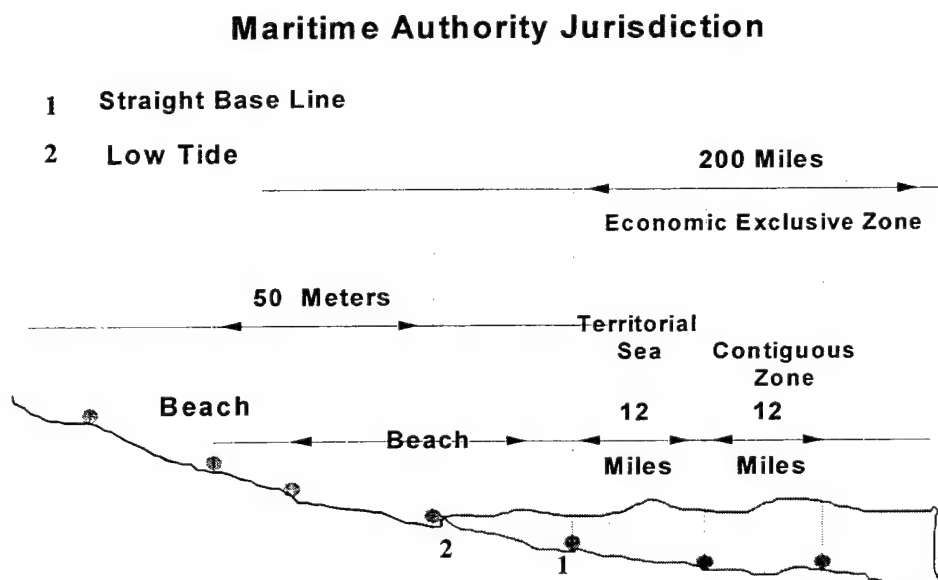 Maritime Authority Jurisdiction
1 Straight Base Line
2 Low Tide
200 Miles
Economic Exclusive Zone
50 Meters
Territorial
Sea
Contiguous
Zone
Beach
12
12
Beach
Miles
Miles
2
1